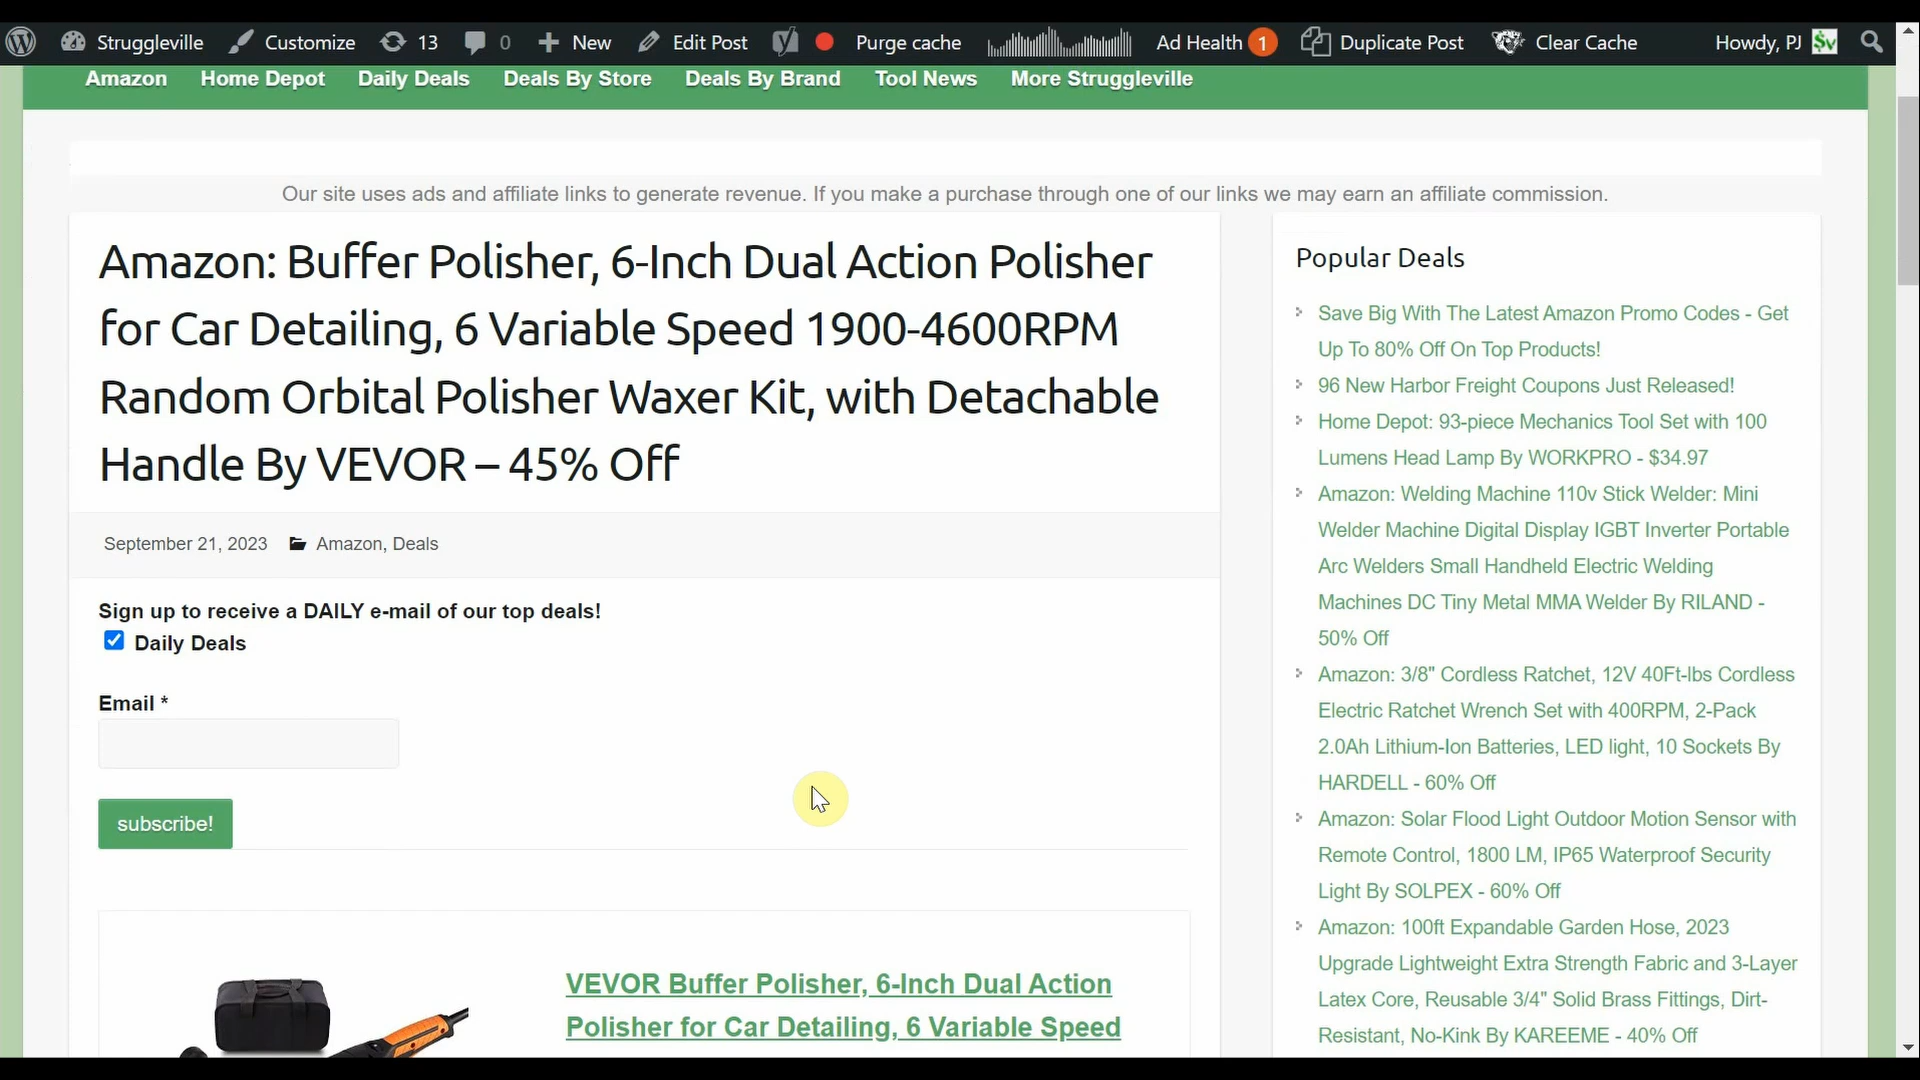 Struggleville Customize 13 0 New Edit Post Purge cache Ad Health 1 Duplicate Post Clear Cache Howdy, PJ
Amazon Home Depot Daily Deals Deals By Store Deals By Brand Tool News More Struggleville
Our site uses ads and affiliate links to generate revenue. If you make a purchase through one of our links we may earn an affiliate commission.
Amazon: Buffer Polisher, 6-Inch Dual Action Polisher
for Car Detailing, 6 Variable Speed 1900-4600RPM
Random Orbital Polisher Waxer Kit, with Detachable
Handle By VEVOR – 45% Off
September 21, 2023 Amazon, Deals
Sign up to receive a DAILY e-mail of our top deals!
Daily Deals
Email *
subscribe!
VEVOR Buffer Polisher, 6-Inch Dual Action
Polisher for Car Detailing, 6 Variable Speed
Popular Deals
Save Big With The Latest Amazon Promo Codes - Get
Up To 80% Off On Top Products!
96 New Harbor Freight Coupons Just Released!
Home Depot: 93-piece Mechanics Tool Set with 100
Lumens Head Lamp By WORKPRO - $34.97
Amazon: Welding Machine 110v Stick Welder: Mini
Welder Machine Digital Display IGBT Inverter Portable
Arc Welders Small Handheld Electric Welding
Machines DC Tiny Metal MMA Welder By RILAND -
50% Off
Amazon: 3/8" Cordless Ratchet, 12V 40Ft-lbs Cordless
Electric Ratchet Wrench Set with 400RPM, 2-Pack
2.0Ah Lithium-Ion Batteries, LED light, 10 Sockets By
HARDELL - 60% Off
Amazon: Solar Flood Light Outdoor Motion Sensor with
Remote Control, 1800 LM, IP65 Waterproof Security
Light By SOLPEX - 60% Off
Amazon: 100ft Expandable Garden Hose, 2023
Upgrade Lightweight Extra Strength Fabric and 3-Layer
Latex Core, Reusable 3/4" Solid Brass Fittings, Dirt-
Resistant, No-Kink By KAREEME - 40% Off